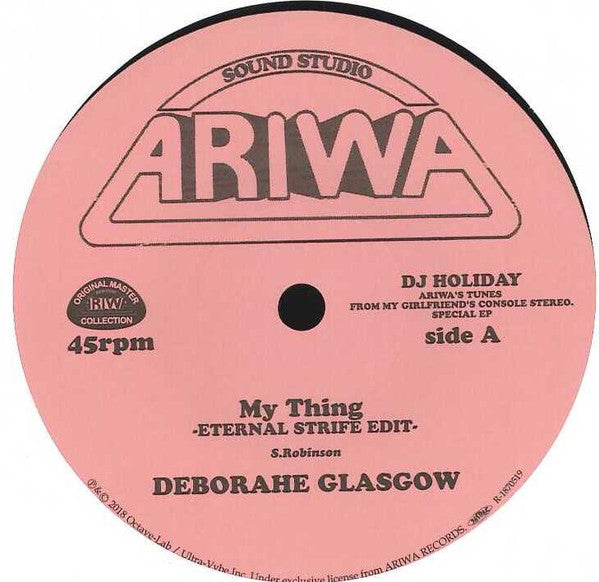 SOUND STUDIO
ARIWA
ORIGINAL MASTER
ARIWA
COLLECTION
45rpm
DJ HOLIDAY
ARIWA'S TUNES
FROM MY GIRLFRIEND'S CONSOLE STEREO.
SPECIAL EP
side A
My Thing
-ETERNAL STRIFE EDIT-
S.Robinson
DEBORAHE GLASGOW
℗&© 2018 Octave-Lab / Ultra-Vybe,Inc. Under exclusive license from ARIWA RECORDS.
R-1870519